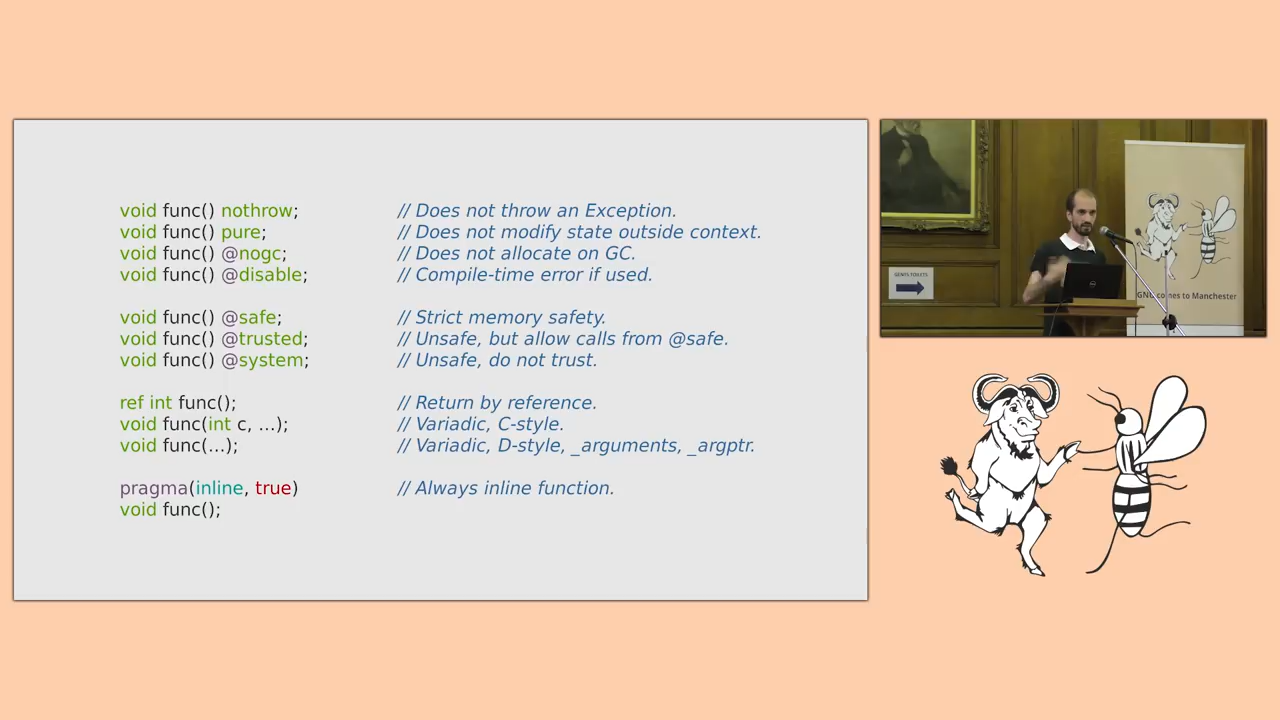 void func() nothrow; // Does not throw an Exception.
void func() pure; // Does not modify state outside context.
void func() @nogc; // Does not allocate on GC.
void func() @disable; // Compile-time error if used.
void func() @safe; // Strict memory safety.
void func() @trusted; // Unsafe, but allow calls from @safe.
void func() @system; // Unsafe, do not trust.
ref int func(); // Return by reference.
void func(int c, ...); // Variadic, C-style.
void func(...); // Variadic, D-style, _arguments, _argptr.
pragma(inline, true) // Always inline function.
void func();
GENTS TOILETS
GNU comes to Manchester